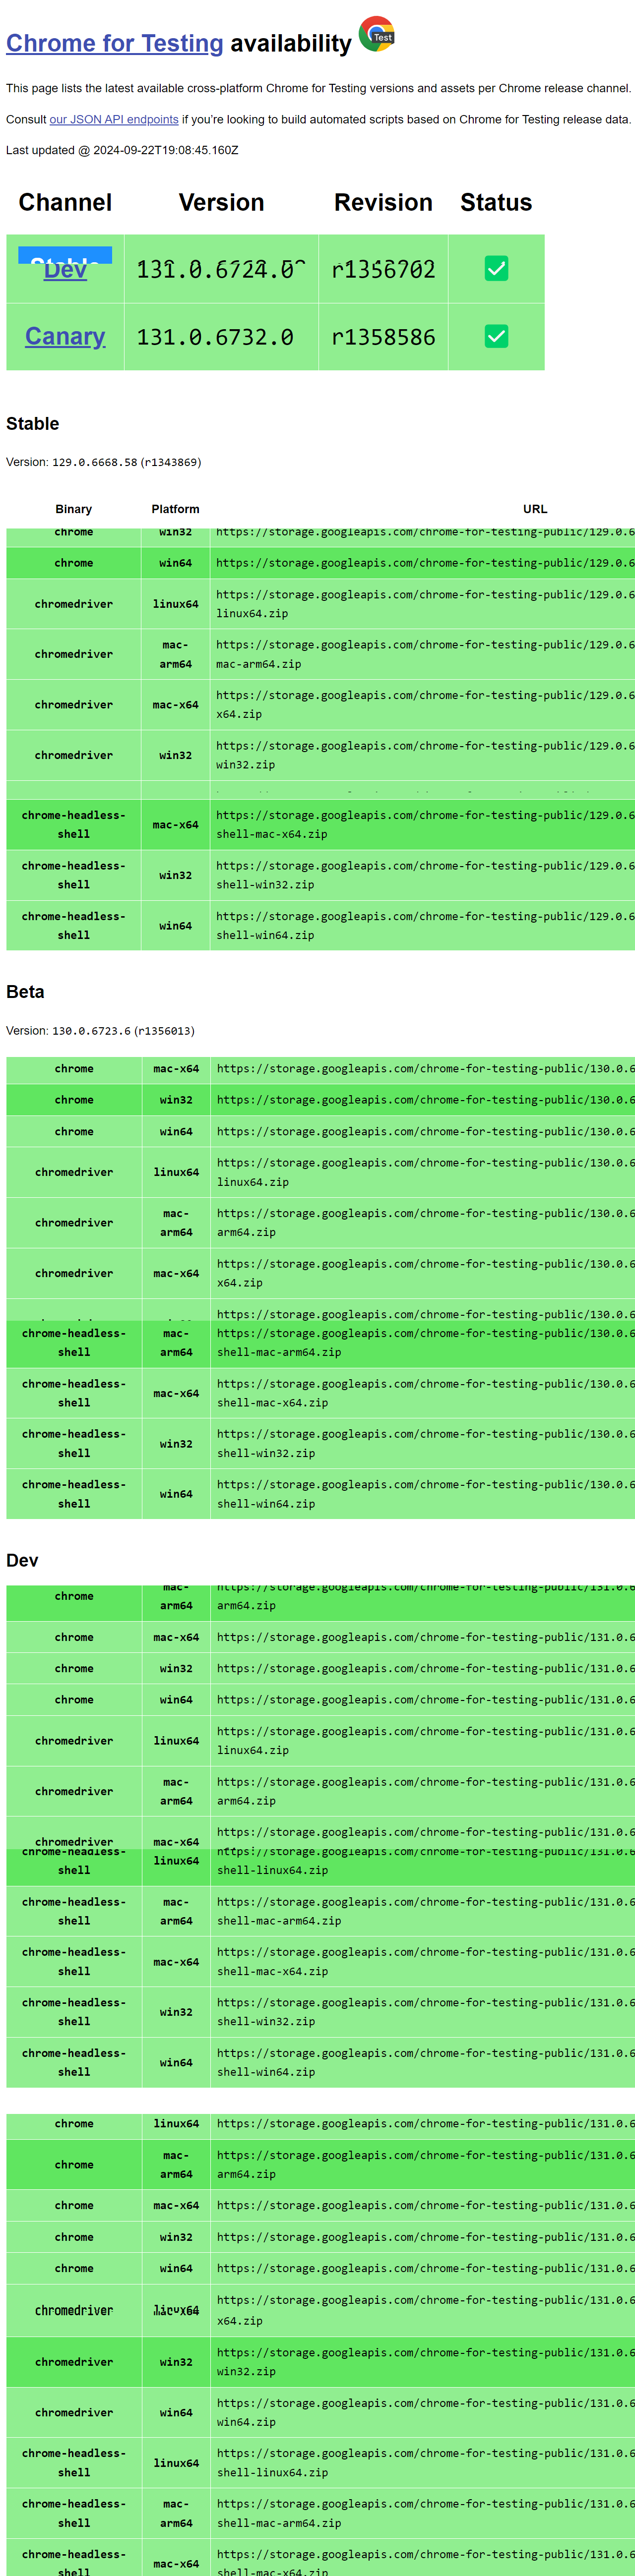 Chrome for Testing availability
Test
This page lists the latest available cross-platform Chrome for Testing versions and assets per Chrome release channel.
Consult our JSON API endpoints if you're looking to build automated scripts based on Chrome for Testing release data.
Last updated @ 2024-09-22T19:08:45.160Z
Channel Version Revision Status
Dev 131.0.6724.0 r1356702 ✅
Canary 131.0.6732.0 r1358586 ✅
Stable
Version: 129.0.6668.58 (r1343869)
Binary Platform URL
chrome win32 https://storage.googleapis.com/chrome-for-testing-public/129.0.6
chrome win64 https://storage.googleapis.com/chrome-for-testing-public/129.0.6
chromedriver linux64 https://storage.googleapis.com/chrome-for-testing-public/129.0.6
linux64.zip
mac- https://storage.googleapis.com/chrome-for-testing-public/129.0.6
chromedriver
arm64 mac-arm64.zip
chromedriver mac-x64 https://storage.googleapis.com/chrome-for-testing-public/129.0.6
x64.zip
chromedriver win32 https://storage.googleapis.com/chrome-for-testing-public/129.0.6
win32.zip
chrome-headless- mac-x64 https://storage.googleapis.com/chrome-for-testing-public/129.0.6
shell shell-mac-x64.zip
chrome-headless- win32 https://storage.googleapis.com/chrome-for-testing-public/129.0.6
shell shell-win32.zip
chrome-headless- win64 https://storage.googleapis.com/chrome-for-testing-public/129.0.6
shell shell-win64.zip
Beta
Version: 130.0.6723.6 (r1356013)
chrome mac-x64 https://storage.googleapis.com/chrome-for-testing-public/130.0.6
chrome win32 https://storage.googleapis.com/chrome-for-testing-public/130.0.6
chrome win64 https://storage.googleapis.com/chrome-for-testing-public/130.0.6
chromedriver linux64 https://storage.googleapis.com/chrome-for-testing-public/130.0.6
linux64.zip
mac- https://storage.googleapis.com/chrome-for-testing-public/130.0.6
chromedriver
arm64 arm64.zip
chromedriver mac-x64 https://storage.googleapis.com/chrome-for-testing-public/130.0.6
x64.zip
https://storage.googleapis.com/chrome-for-testing-public/130.0.6
chrome-headless- mac- https://storage.googleapis.com/chrome-for-testing-public/130.0.6
shell arm64 shell-mac-arm64.zip
chrome-headless- mac-x64 https://storage.googleapis.com/chrome-for-testing-public/130.0.6
shell shell-mac-x64.zip
chrome-headless- win32 https://storage.googleapis.com/chrome-for-testing-public/130.0.6
shell shell-win32.zip
chrome-headless- win64 https://storage.googleapis.com/chrome-for-testing-public/130.0.6
shell shell-win64.zip
Dev
mac- https://storage.googleapis.com/chrome-for-testing-public/131.0.6
chrome
arm64 arm64.zip
chrome mac-x64 https://storage.googleapis.com/chrome-for-testing-public/131.0.6
chrome win32 https://storage.googleapis.com/chrome-for-testing-public/131.0.6
chrome win64 https://storage.googleapis.com/chrome-for-testing-public/131.0.6
chromedriver linux64 https://storage.googleapis.com/chrome-for-testing-public/131.0.6
linux64.zip
mac- https://storage.googleapis.com/chrome-for-testing-public/131.0.6
chromedriver
arm64 arm64.zip
chromedriver mac-x64 https://storage.googleapis.com/chrome-for-testing-public/131.0.6
chrome-headless- linux64 https://storage.googleapis.com/chrome-for-testing-public/131.0.6
shell shell-linux64.zip
chrome-headless- mac- https://storage.googleapis.com/chrome-for-testing-public/131.0.6
shell arm64 shell-mac-arm64.zip
chrome-headless- mac-x64 https://storage.googleapis.com/chrome-for-testing-public/131.0.6
shell shell-mac-x64.zip
chrome-headless- win32 https://storage.googleapis.com/chrome-for-testing-public/131.0.6
shell shell-win32.zip
chrome-headless- win64 https://storage.googleapis.com/chrome-for-testing-public/131.0.6
shell shell-win64.zip
chrome linux64 https://storage.googleapis.com/chrome-for-testing-public/131.0.6
mac- https://storage.googleapis.com/chrome-for-testing-public/131.0.6
chrome
arm64 arm64.zip
chrome mac-x64 https://storage.googleapis.com/chrome-for-testing-public/131.0.6
chrome win32 https://storage.googleapis.com/chrome-for-testing-public/131.0.6
chrome win64 https://storage.googleapis.com/chrome-for-testing-public/131.0.6
chromedriver https://storage.googleapis.com/chrome-for-testing-public/131.0.6
x64.zip
chromedriver win32 https://storage.googleapis.com/chrome-for-testing-public/131.0.6
win32.zip
chromedriver win64 https://storage.googleapis.com/chrome-for-testing-public/131.0.6
win64.zip
chrome-headless- linux64 https://storage.googleapis.com/chrome-for-testing-public/131.0.6
shell shell-linux64.zip
chrome-headless- mac- https://storage.googleapis.com/chrome-for-testing-public/131.0.6
shell arm64 shell-mac-arm64.zip
chrome-headless- mac-x64 https://storage.googleapis.com/chrome-for-testing-public/131.0.6
shell shell-mac-x64.zip